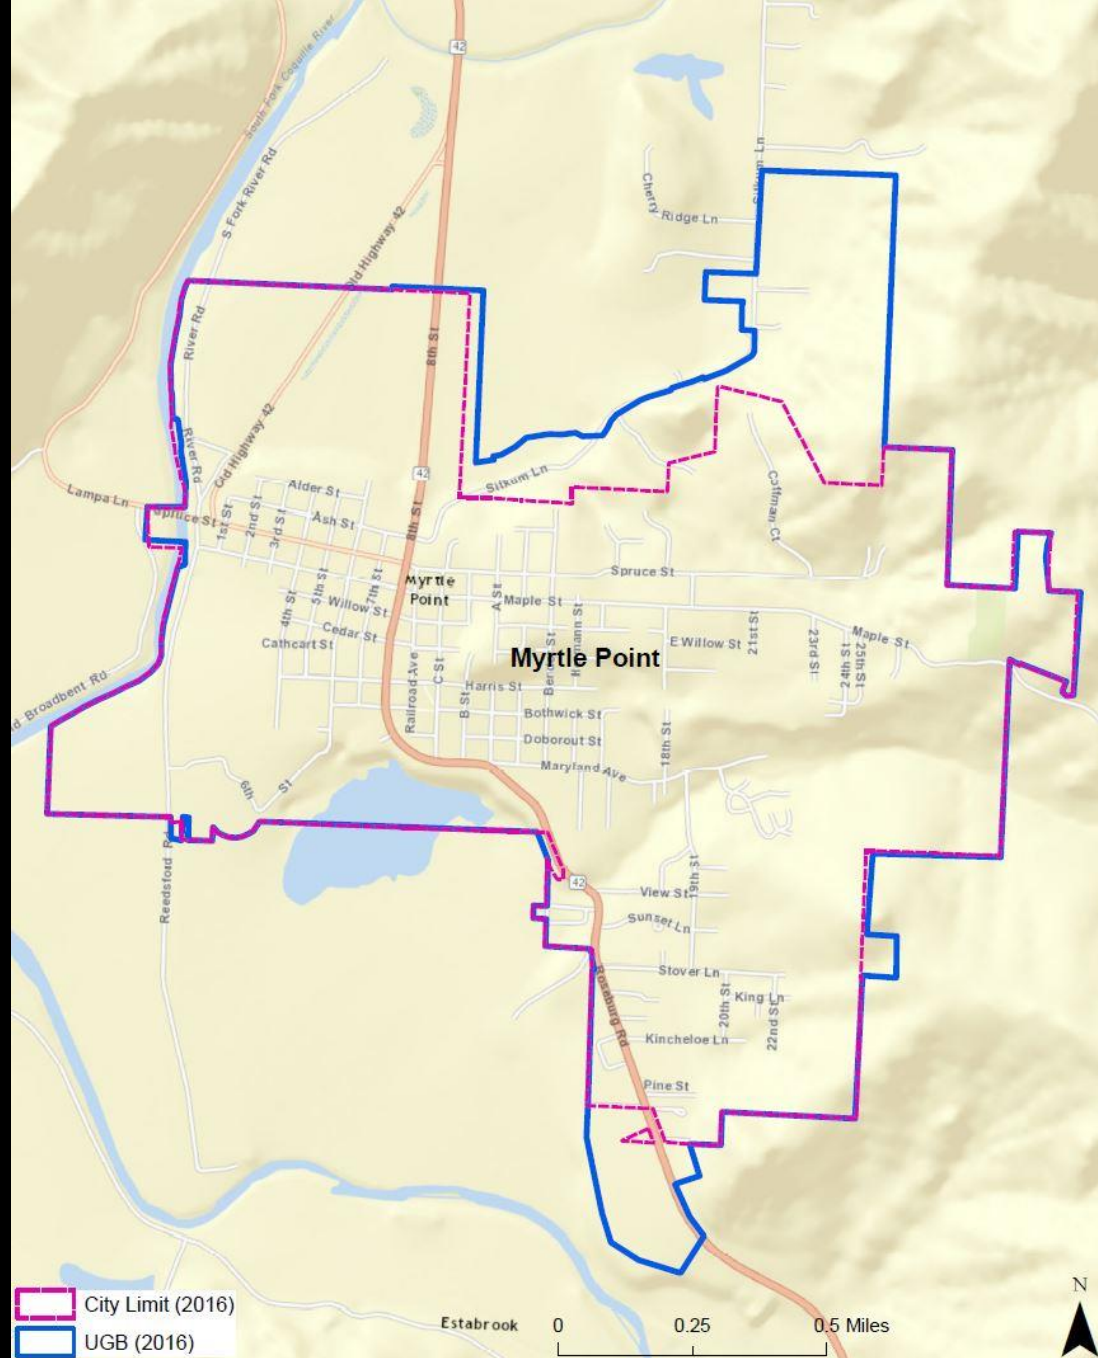 42
South Fork Coquille River
S Fork River Rd
Silkum Ln
Cherry Ridge Ln
Old Highway 42
River Rd
8th St
River Rd
Old Highway 42
42
Silkum Ln
Lampa Ln
Spruce St
Alder St
Ash St
1st St
2nd St
3rd St
8th St
Coffman Ct
Spruce St
Myrtle
Point
4th St
5th St
7th St
Willow St
Cedar St
Cathcart St
A St
Maple St
Hermann St
E Willow St
21st St
23rd St
Maple St
24th St
25th St
Myrtle Point
Broadbent Rd
Railroad Ave
C St
B St
Harris St
Bothwick St
Doborout St
Maryland Ave
18th St
6th St
Reedsford Rd
42
View St
19th St
Sunset Ln
Stover Ln
20th St
King Ln
22nd St
Roseburg Rd
Kincheloe Ln
Pine St
City Limit (2016)
UGB (2016)
Estabrook
0 0.25 0.5 Miles
N